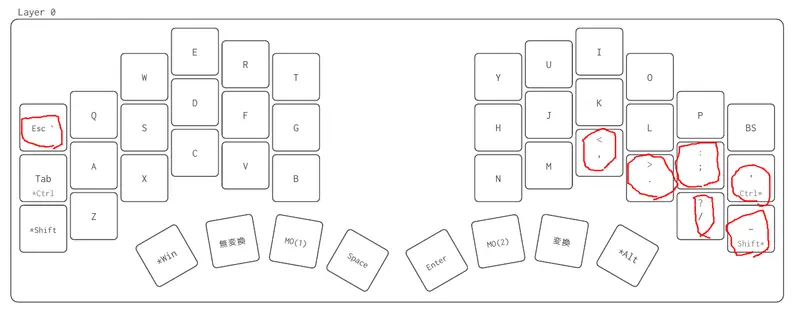 Layer 0
E
I
W
R
U
O
T
Y
Q
D
K
P
Esc `
S
F
J
L
BS
G
H
A
C
<
,
:
;
Tab
*Ctrl
X
V
M
>
.
'
Ctrl*
B
N
Z
?
/
*Shift
-
Shift*
*Win
無変換
MO(1)
Space
Enter
MO(2)
変換
*Alt